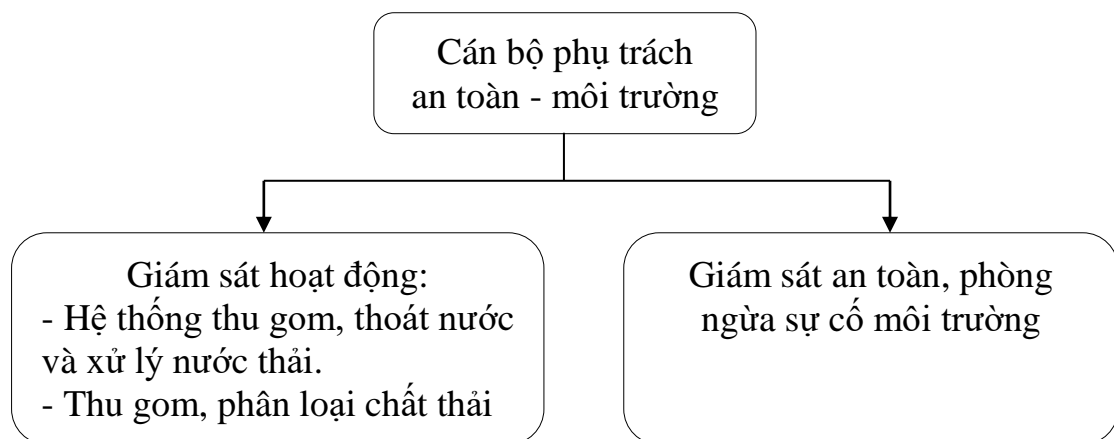 Cán bộ phụ trách
an toàn - môi trường
Giám sát hoạt động:
- Hệ thống thu gom, thoát nước
và xử lý nước thải.
- Thu gom, phân loại chất thải
Giám sát an toàn, phòng
ngừa sự cố môi trường